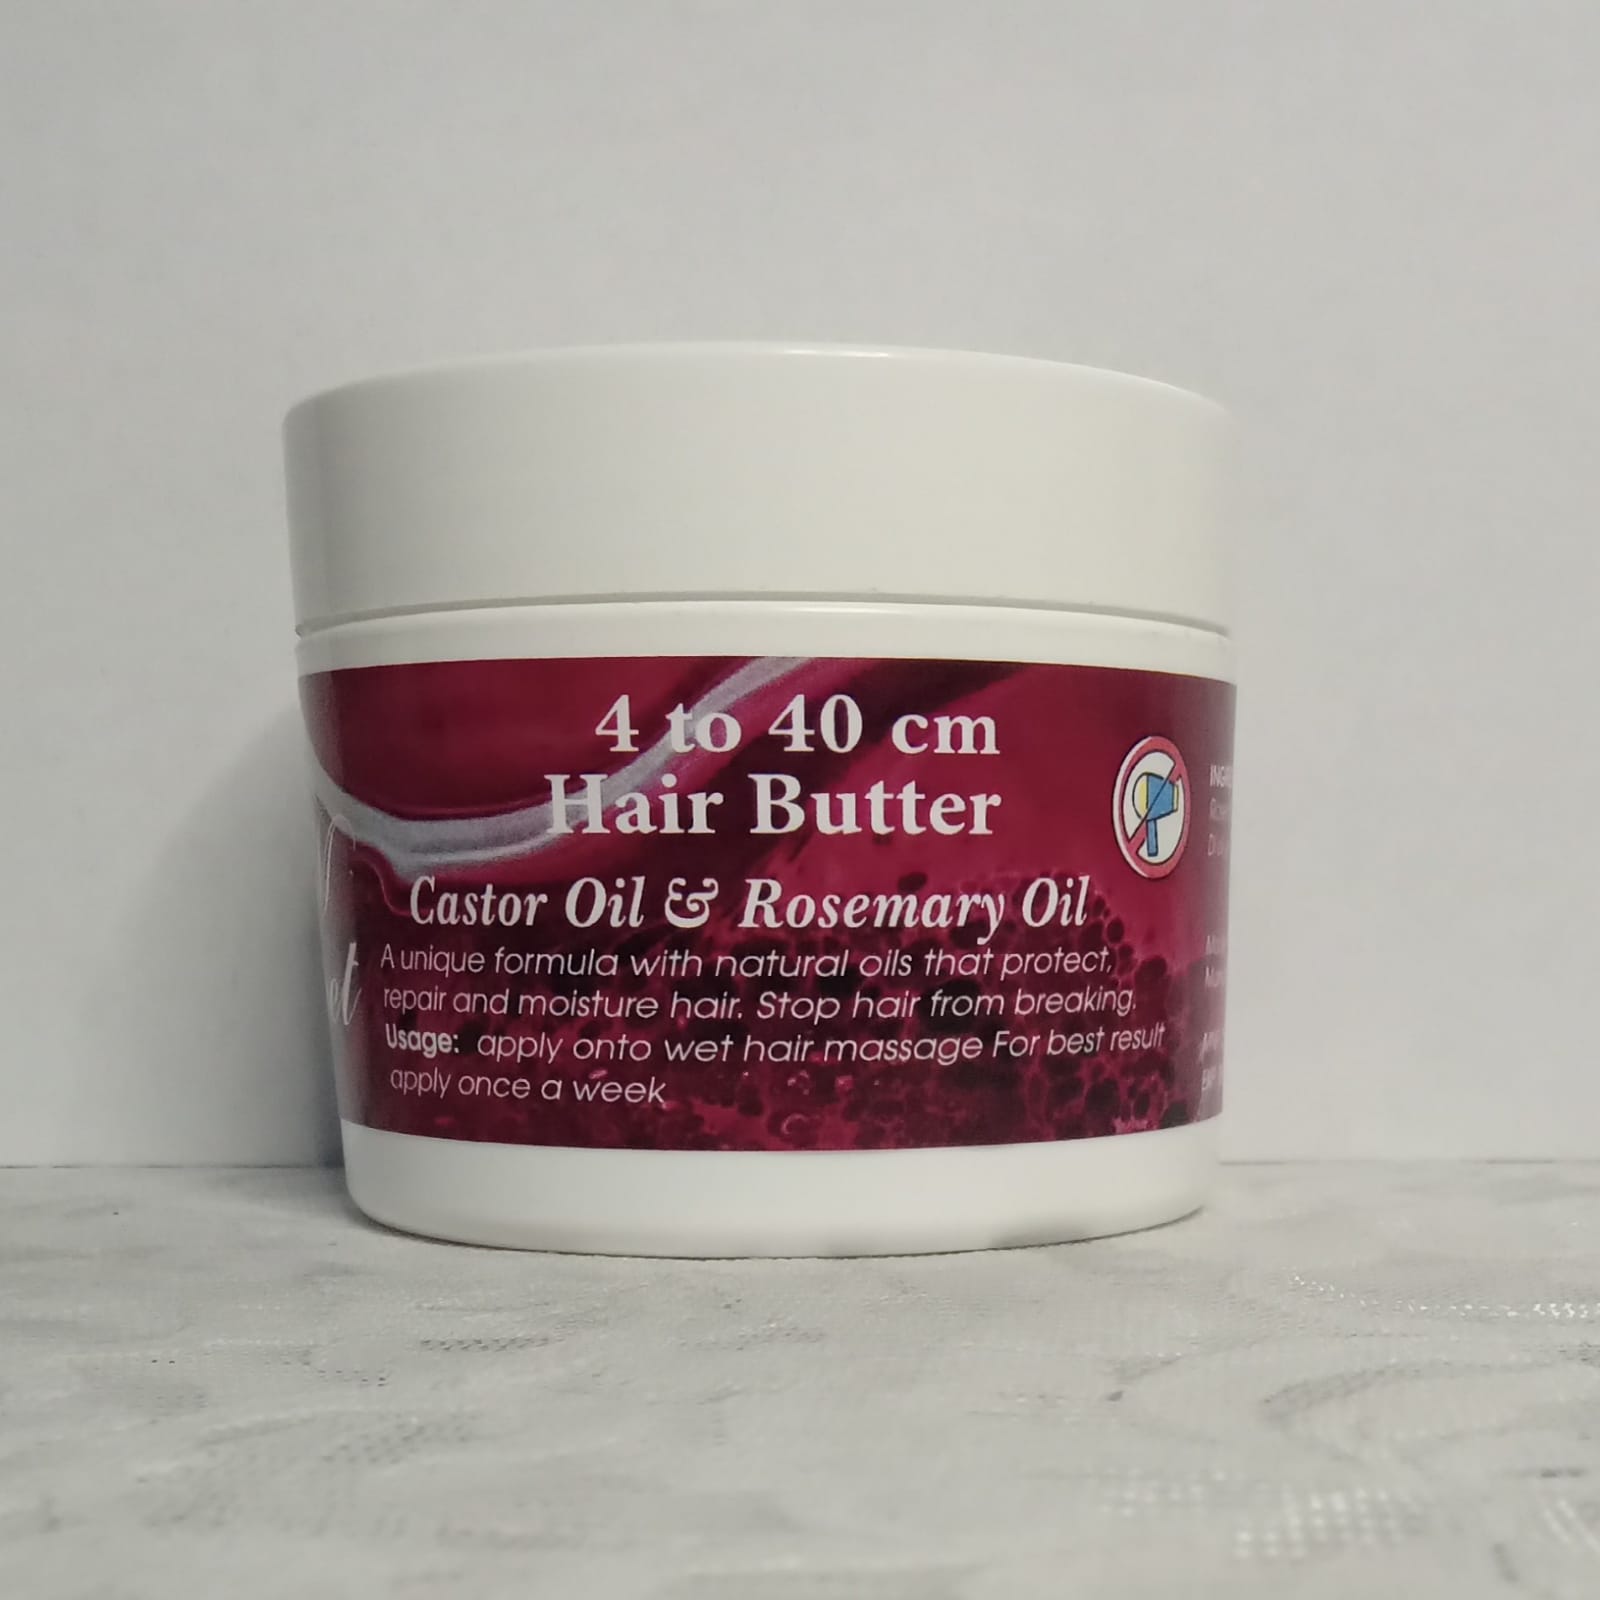 4 to 40 cm
Hair Butter
Castor Oil & Rosemary Oil
A unique formula with natural oils that protect,
repair and moisture hair. Stop hair from breaking.
Usage: apply onto wet hair massage For best result
apply once a week